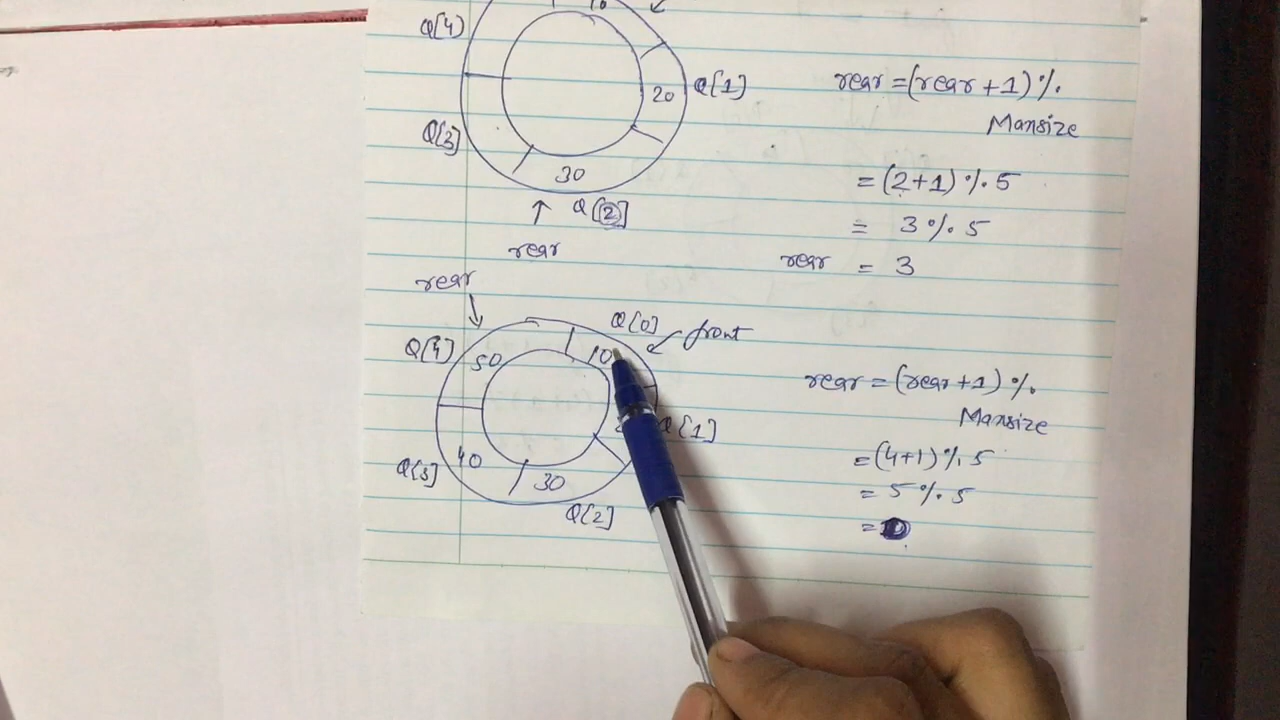 10
Q[4]
Q[1]
20
Q[3]
30
Q[2]
rear
rear = (rear + 1) %.
Maxsize
= (2+1) %. 5
= 3 %. 5
rear = 3
rear
Q[0]
front
Q[4]
50
10
Q[1]
Q[3]
40
30
Q[2]
rear = (rear + 1) %.
Maxsize
= (4+1) %. 5
= 5 %. 5
=